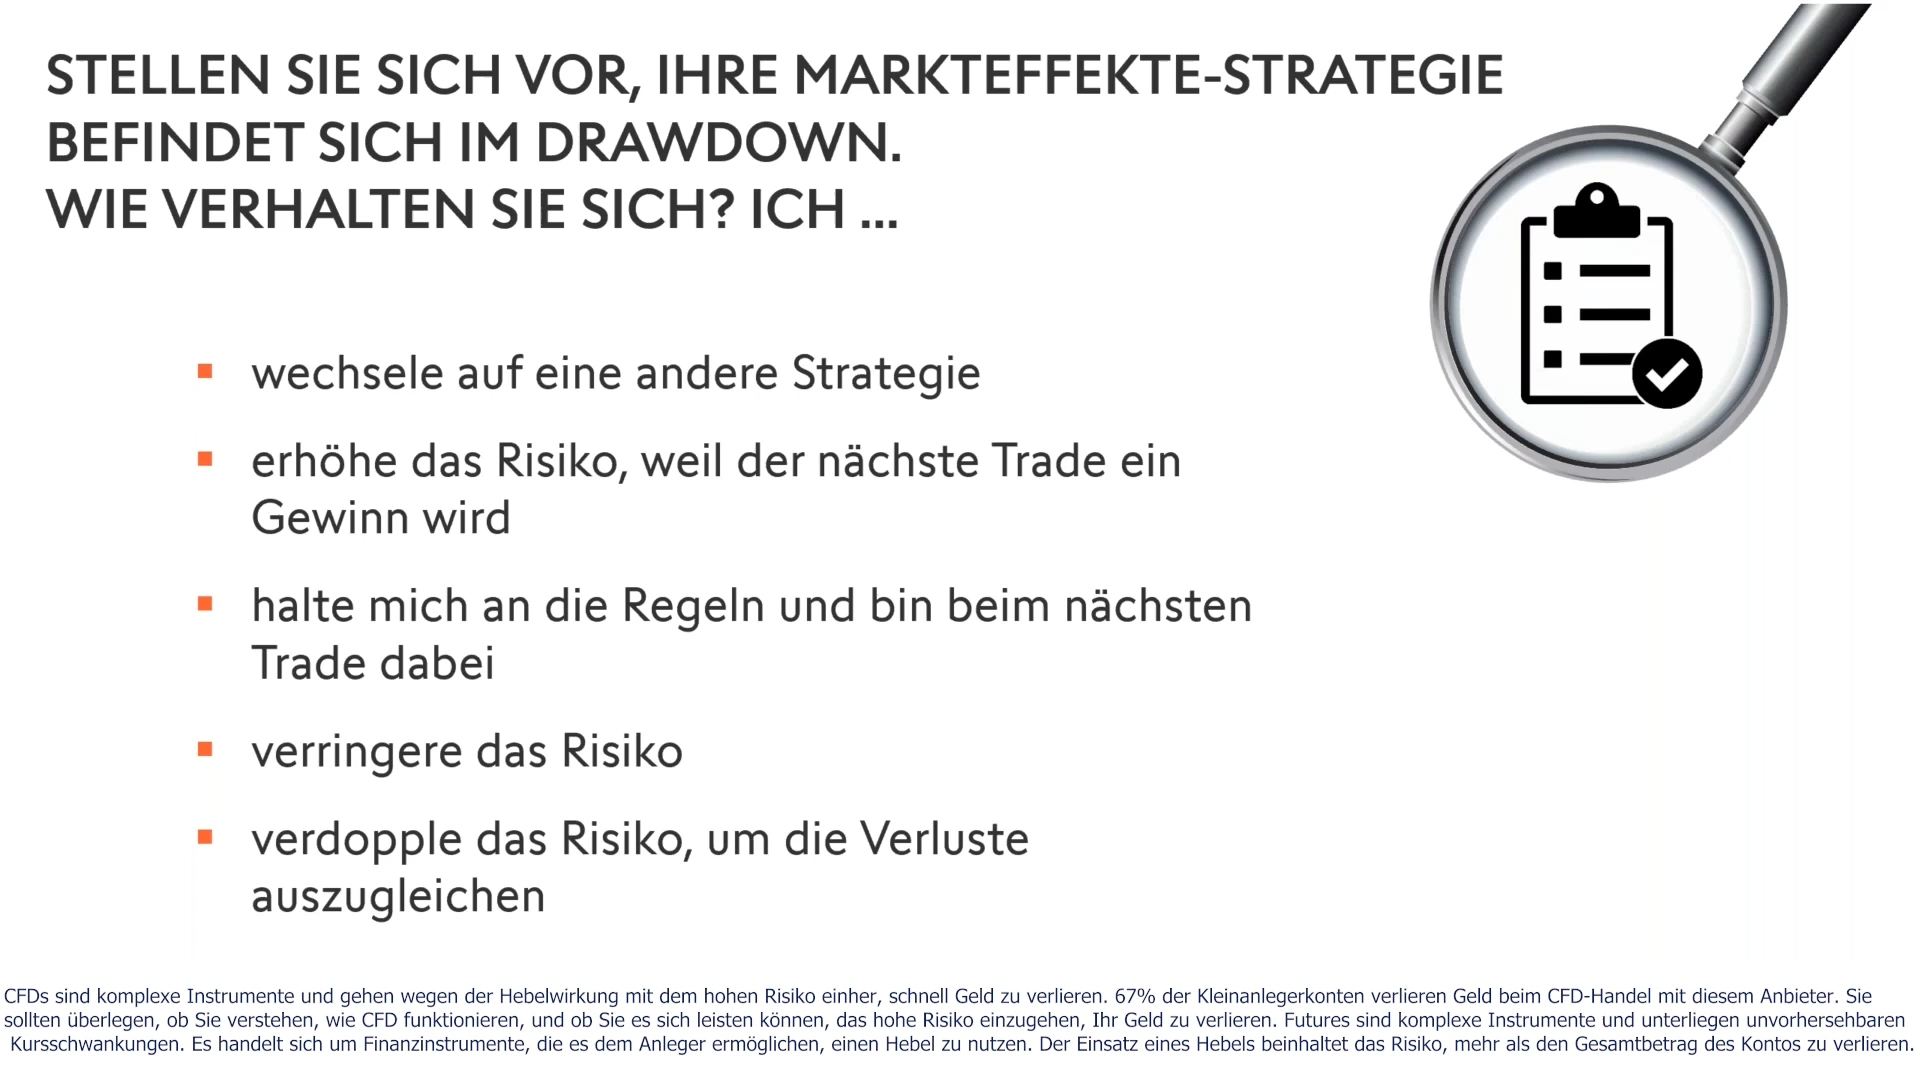 STELLEN SIE SICH VOR, IHRE MARKTEFFEKTE-STRATEGIE
BEFINDET SICH IM DRAWDOWN.
WIE VERHALTEN SIE SICH? ICH ...
▪ wechsele auf eine andere Strategie
▪ erhöhe das Risiko, weil der nächste Trade ein
Gewinn wird
▪ halte mich an die Regeln und bin beim nächsten
Trade dabei
▪ verringere das Risiko
▪ verdopple das Risiko, um die Verluste
auszugleichen
CFDs sind komplexe Instrumente und gehen wegen der Hebelwirkung mit dem hohen Risiko einher, schnell Geld zu verlieren. 67% der Kleinanlegerkonten verlieren Geld beim CFD-Handel mit diesem Anbieter. Sie
sollten überlegen, ob Sie verstehen, wie CFD funktionieren, und ob Sie es sich leisten können, das hohe Risiko einzugehen, Ihr Geld zu verlieren. Futures sind komplexe Instrumente und unterliegen unvorhersehbaren
Kursschwankungen. Es handelt sich um Finanzinstrumente, die es dem Anleger ermöglichen, einen Hebel zu nutzen. Der Einsatz eines Hebels beinhaltet das Risiko, mehr als den Gesamtbetrag des Kontos zu verlieren.